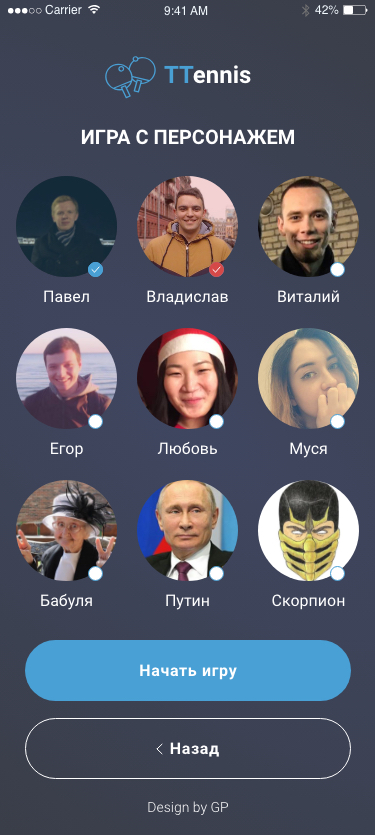 Carrier 9:41 AM 42%
TTennis
ИГРА С ПЕРСОНАЖЕМ
Павел Владислав Виталий
Егор Любовь Муся
Бабуля Путин Скорпион
Начать игру
Назад
Design by GP